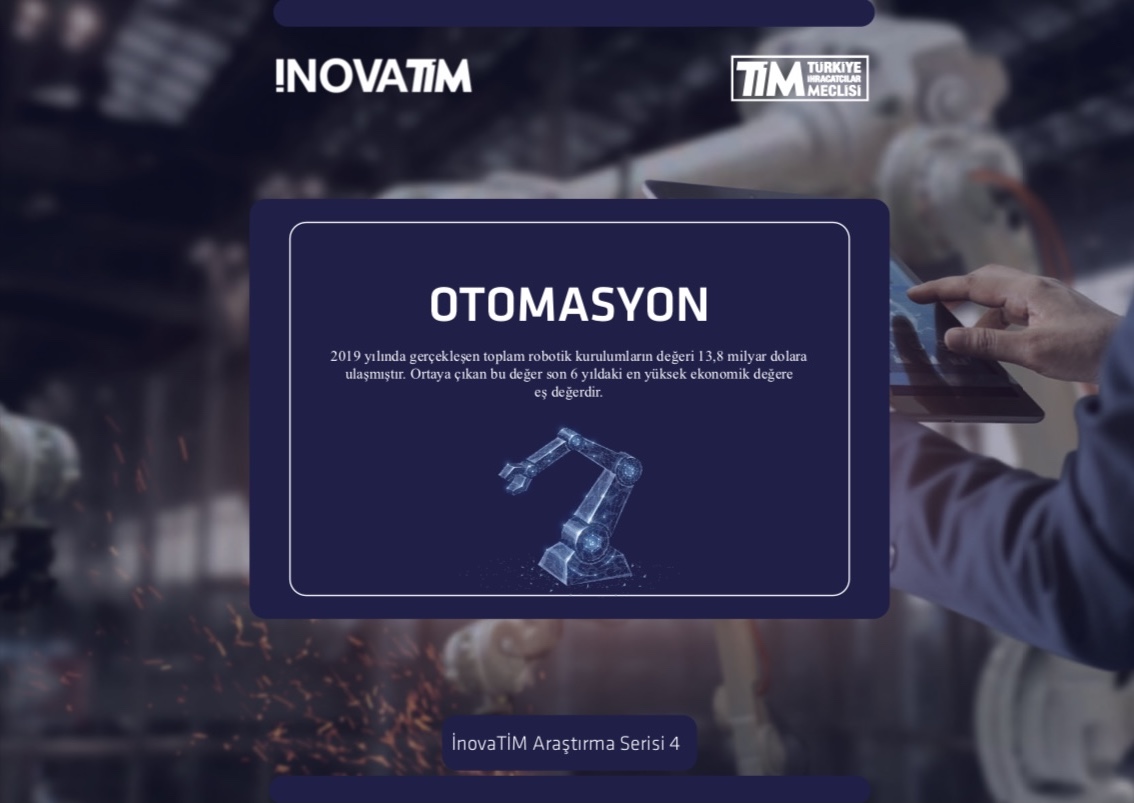 İNOVATİM
TİM TÜRKİYE
İHRACATÇILAR
MECLİSİ
OTOMASYON
2019 yılında gerçekleşen toplam robotik kurulumların değeri 13,8 milyar dolara
ulaşmıştır. Ortaya çıkan bu değer son 6 yıldaki en yüksek ekonomik değere
eş değerdir.
İnovaTİM Araştırma Serisi 4